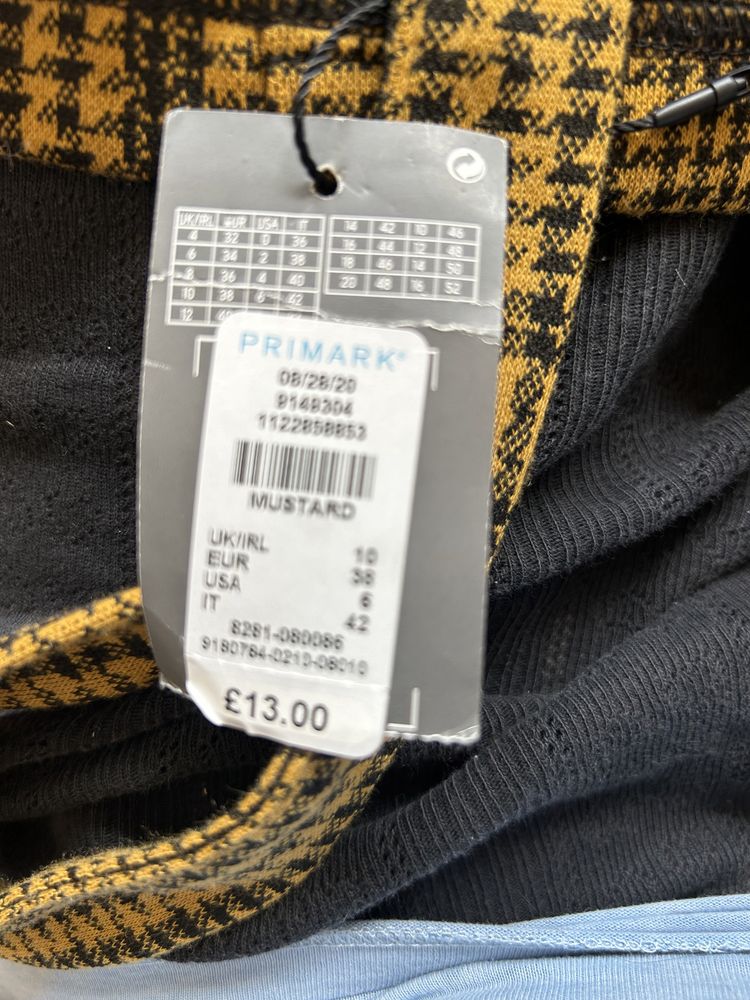 UK/IRL EUR USA IT
4 32 0 36
6 34 2 38
8 36 4 40
10 38 6 42
12
14 42 10 46
16 44 12 48
18 46 14 50
20 48 16 52
PRIMARK®
08/28/20
9149304
1122858853
MUSTARD
UK/IRL 10
EUR 38
USA 6
IT 42
8281-080086
9180784-0210-08010
£13.00